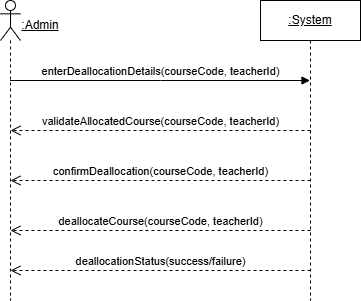 :Admin
:System
enterDeallocationDetails(courseCode, teacherId)
validateAllocatedCourse(courseCode, teacherId)
confirmDeallocation(courseCode, teacherId)
deallocateCourse(courseCode, teacherId)
deallocationStatus(success/failure)